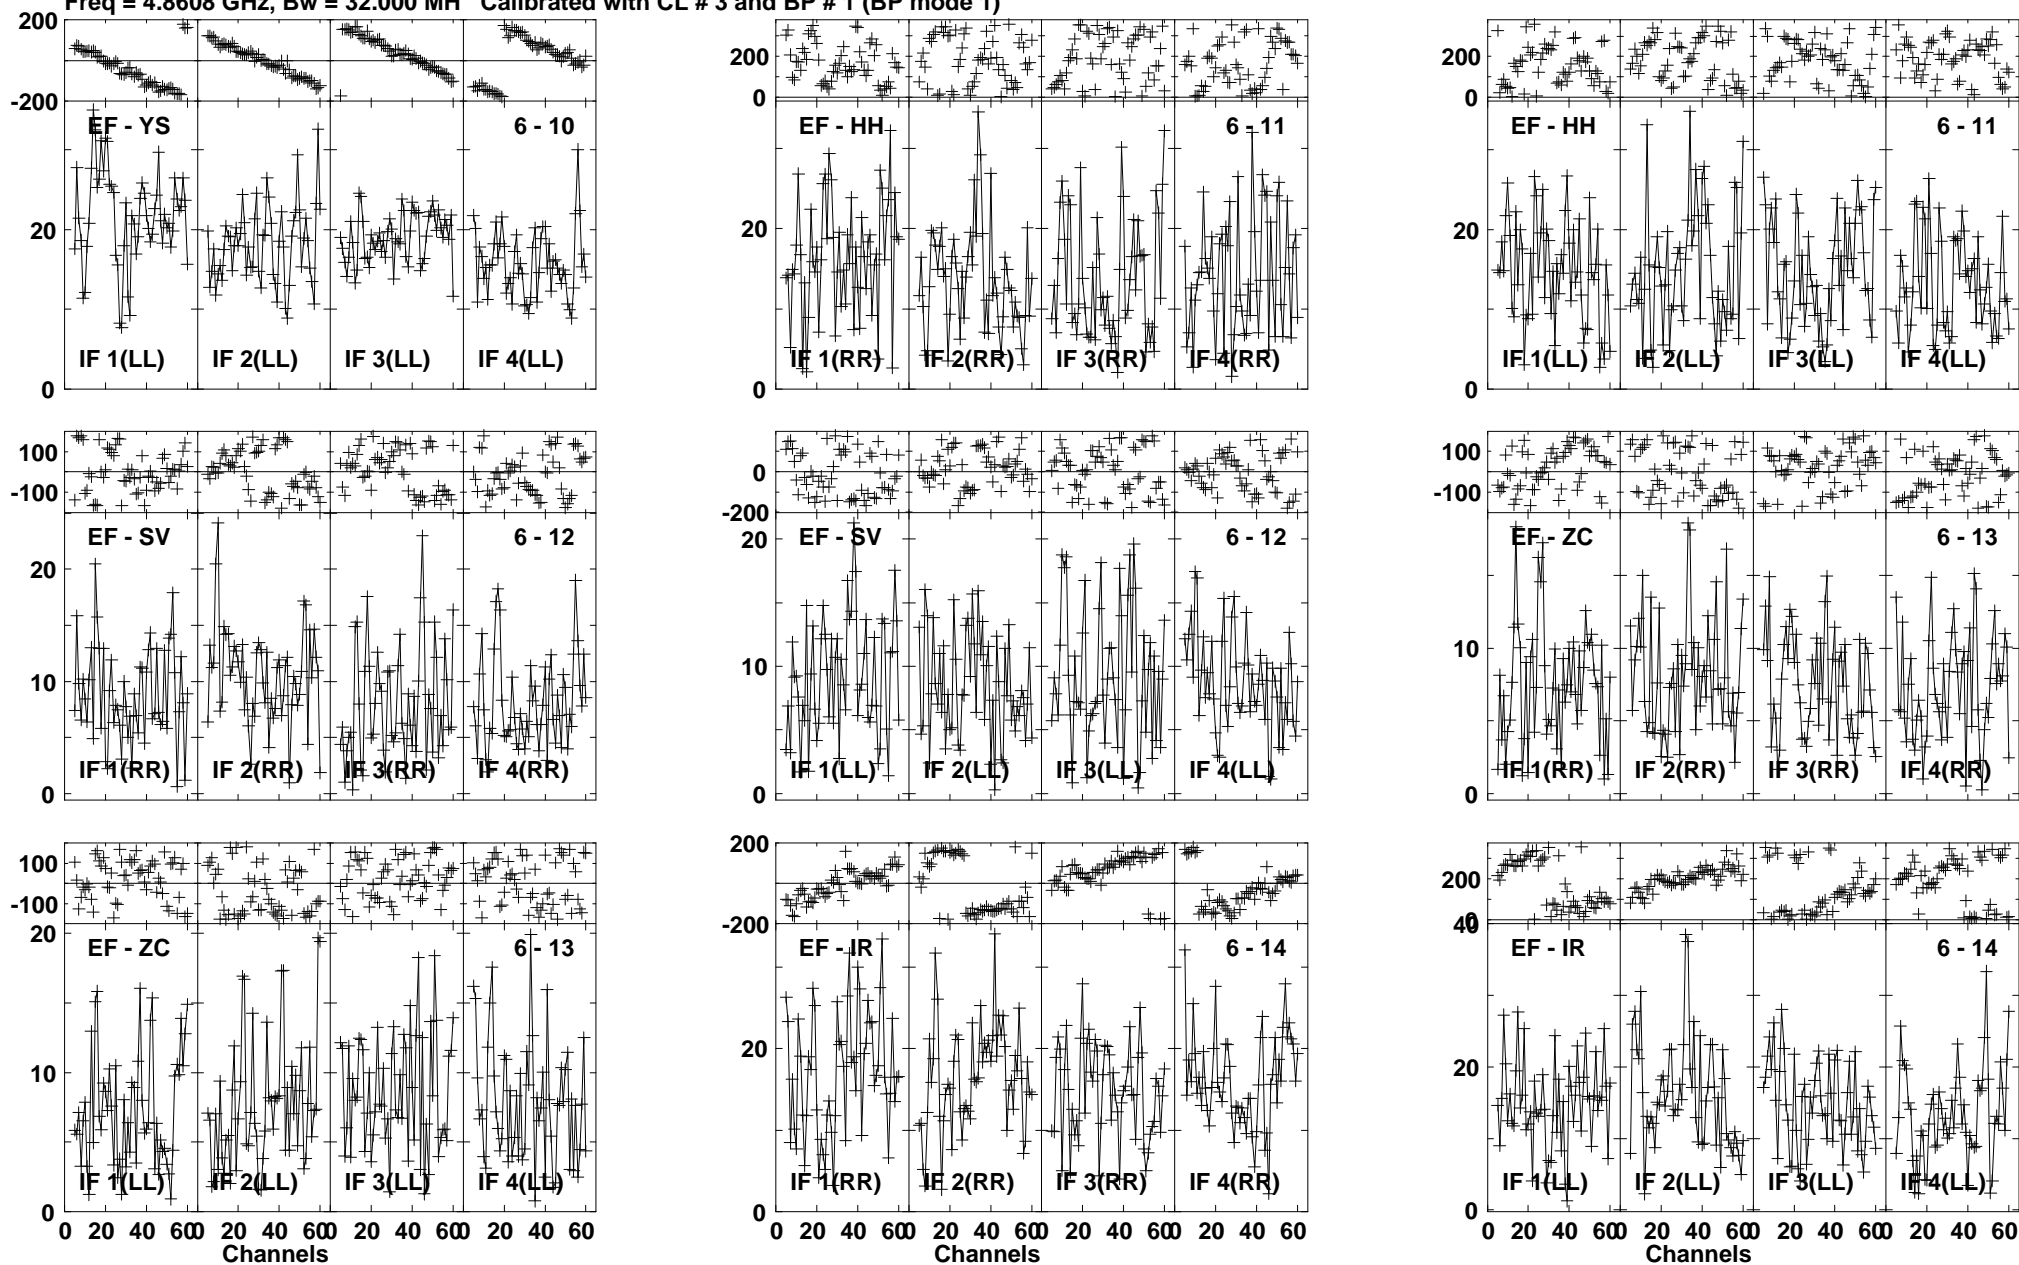 Freq = 4.8608 GHz, Bw = 32.000 MH Calibrated with CL # 3 and BP # 1 (BP mode 1)
200
-200
EF - YS 6 - 10
20
IF 1(LL) IF 2(LL) IF 3(LL) IF 4(LL)
0
200
0
EF - HH 6 - 11
20
IF 1(RR) IF 2(RR) IF 3(RR) IF 4(RR)
0
200
0
EF - HH 6 - 11
20
IF 1(LL) IF 2(LL) IF 3(LL) IF 4(LL)
0
100
-100
EF - SV 6 - 12
20
10
IF 1(RR) IF 2(RR) IF 3(RR) IF 4(RR)
0
0
-200
EF - SV 6 - 12
20
10
IF 1(LL) IF 2(LL) IF 3(LL) IF 4(LL)
0
100
-100
EF - ZC 6 - 13
10
IF 1(RR) IF 2(RR) IF 3(RR) IF 4(RR)
0
100
-100
20
EF - ZC 6 - 13
10
IF 1(LL) IF 2(LL) IF 3(LL) IF 4(LL)
0
0 20 40 60 0 20 40 60 0 20 40 60 0 20 40 60
Channels
200
-200
EF - IR 6 - 14
20
IF 1(RR) IF 2(RR) IF 3(RR) IF 4(RR)
0
0 20 40 60 0 20 40 60 0 20 40 60 0 20 40 60
Channels
200
0
40
EF - IR 6 - 14
20
IF 1(LL) IF 2(LL) IF 3(LL) IF 4(LL)
0
0 20 40 60 0 20 40 60 0 20 40 60 0 20 40 60
Channels